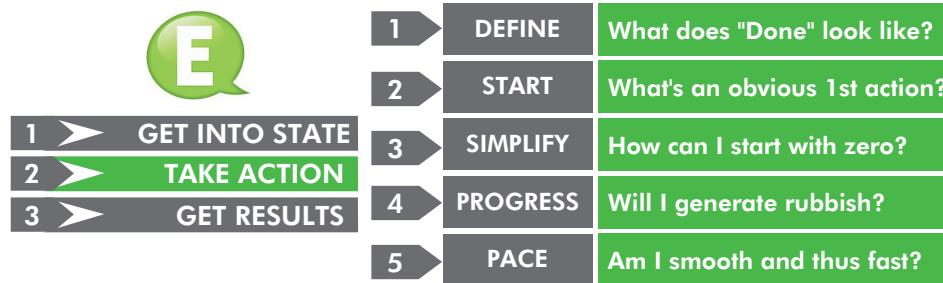 E
1 GET INTO STATE
2 TAKE ACTION
3 GET RESULTS
1 DEFINE What does "Done" look like?
2 START What's an obvious 1st action?
3 SIMPLIFY How can I start with zero?
4 PROGRESS Will I generate rubbish?
5 PACE Am I smooth and thus fast?